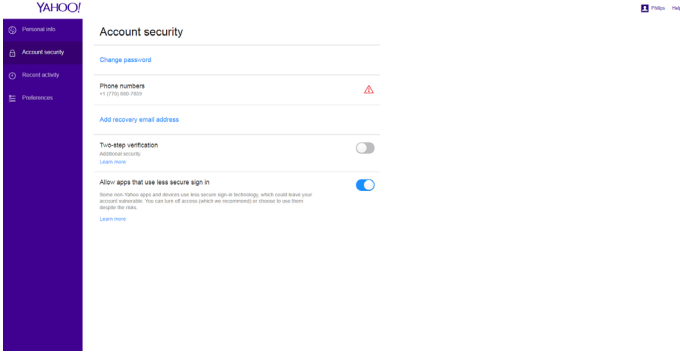 YAHOO!
Philips Help
Personal info
Account security
Recent activity
Preferences
Account security
Change password
Phone numbers
+1 (770)
Add recovery email address
Two-step verification
Additional security.
Learn more
Allow apps that use less secure sign in
Some non-Yahoo apps and devices use less secure sign-in technology, which could leave your
account vulnerable. You can turn off access (which we recommend) or choose to use them
despite the risks.
Learn more